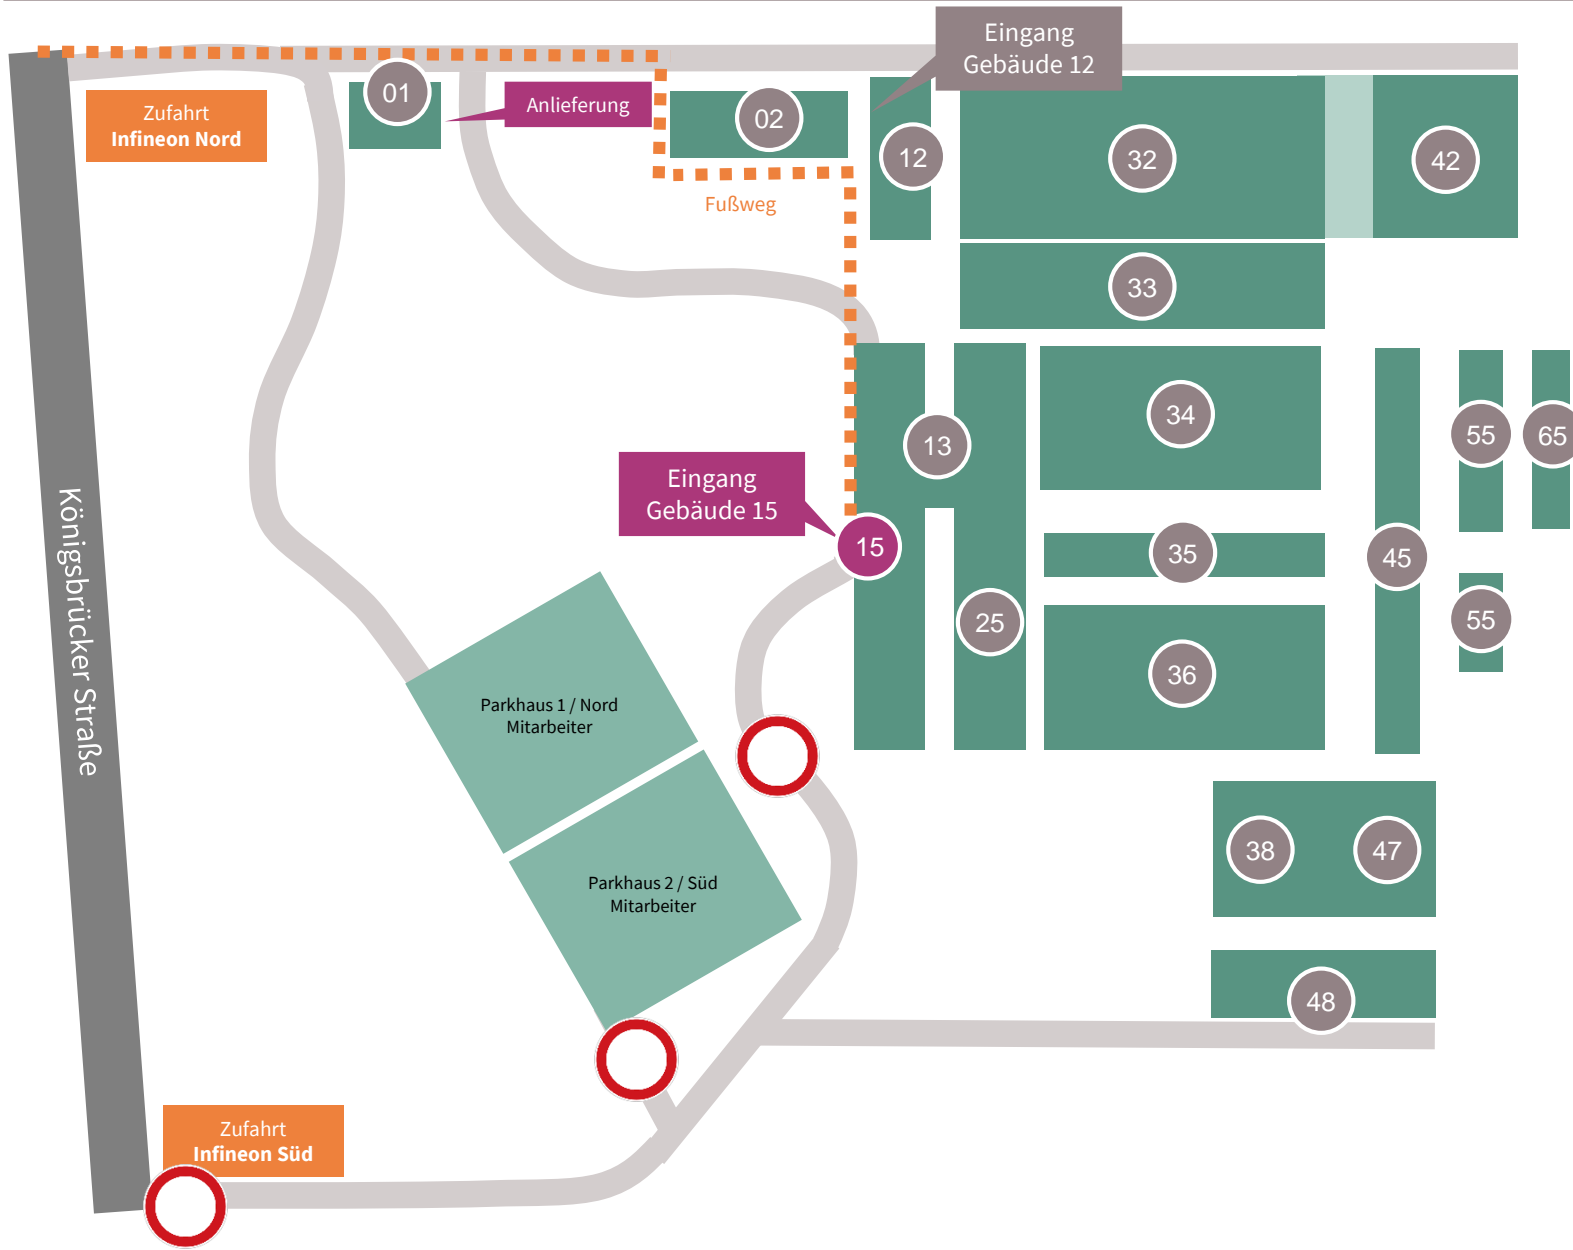 Eingang
Gebäude 12
01
Anlieferung
Zufahrt
Infineon Nord
02
12
32
42
Fußweg
33
34
13
55
65
Eingang
Gebäude 15
15
35
45
Königsbrücker Straße
25
55
36
Parkhaus 1 / Nord
Mitarbeiter
38
47
Parkhaus 2 / Süd
Mitarbeiter
48
Zufahrt
Infineon Süd